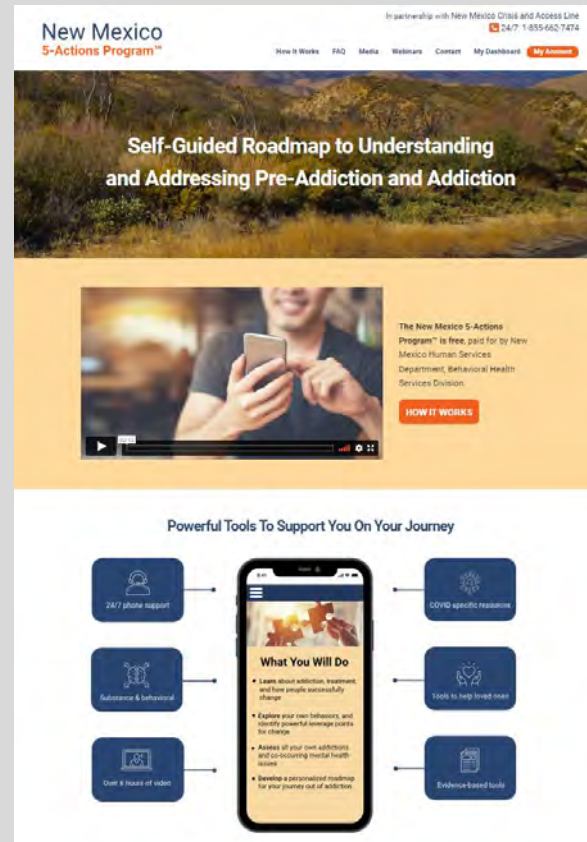 In partnership with New Mexico Crisis and Access Line
24/7: 1-855-662-7474
New Mexico
5-Actions Program™
How It Works FAQ Media Webinars Contact My Dashboard My Account
Self-Guided Roadmap to Understanding
and Addressing Pre-Addiction and Addiction
The New Mexico 5-Actions
Program™ is free, paid for by New
Mexico Human Services
Department, Behavioral Health
Services Division.
HOW IT WORKS
Powerful Tools To Support You On Your Journey
24/7 phone support
Substance & behavioral
Over 6 hours of video
9:41
What You Will Do
• Learn about addiction, treatment,
and how people successfully
change
• Explore your own behaviors, and
identify powerful leverage points
for change
• Assess all your own addictions
and co-occurring mental health
issues
• Develop a personalized roadmap
for your journey out of addiction.
COVID-specific resources
Tools to help loved ones
Evidence-based tools